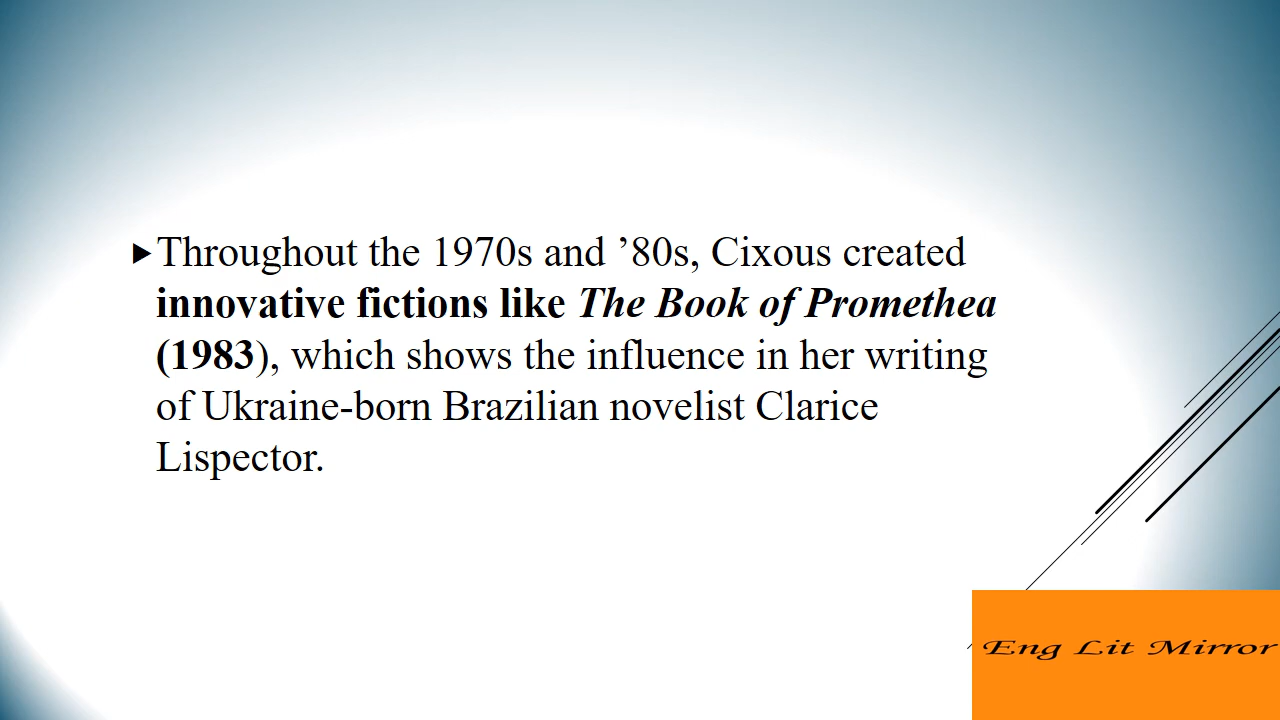 Throughout the 1970s and ’80s, Cixous created
innovative fictions like The Book of Promethea
(1983), which shows the influence in her writing
of Ukraine-born Brazilian novelist Clarice
Lispector.
Eng Lit Mirror